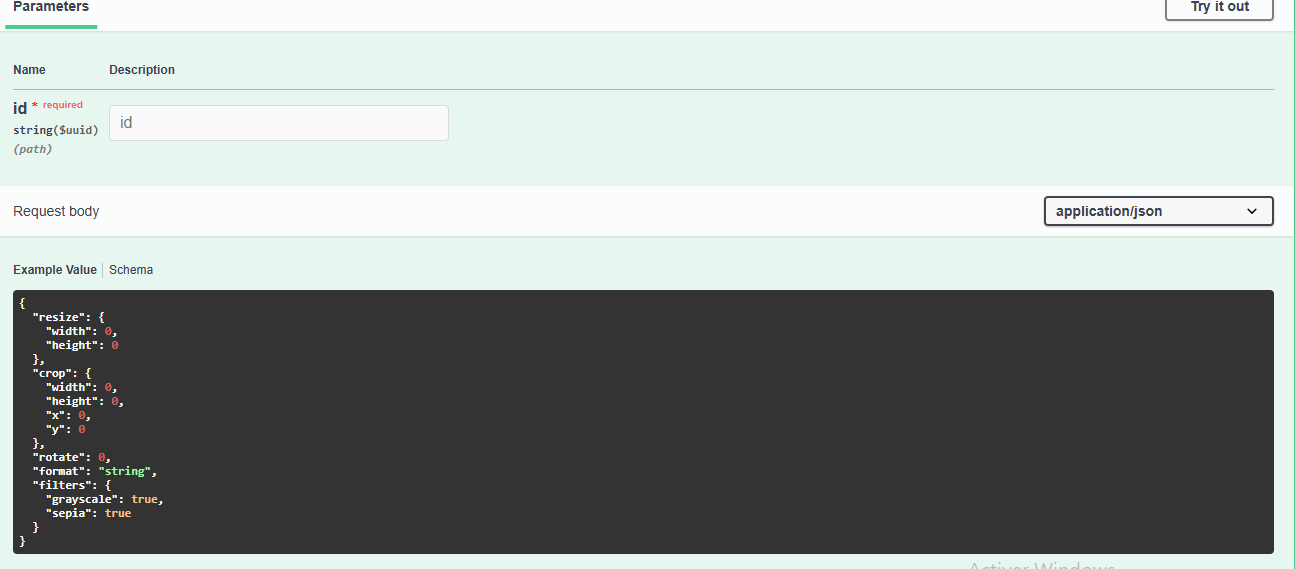 Parameters
Try it out
Name Description
id * required
string($uuid)
(path)
id
Request body
application/json
Example Value | Schema
{
  "resize": {
    "width": 0,
    "height": 0
  },
  "crop": {
    "width": 0,
    "height": 0,
    "x": 0,
    "y": 0
  },
  "rotate": 0,
  "format": "string",
  "filters": {
    "grayscale": true,
    "sepia": true
  }
}
Activer Windows